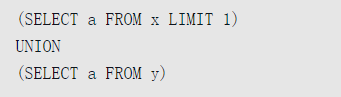 (SELECT a FROM x LIMIT 1)
UNION
(SELECT a FROM y)